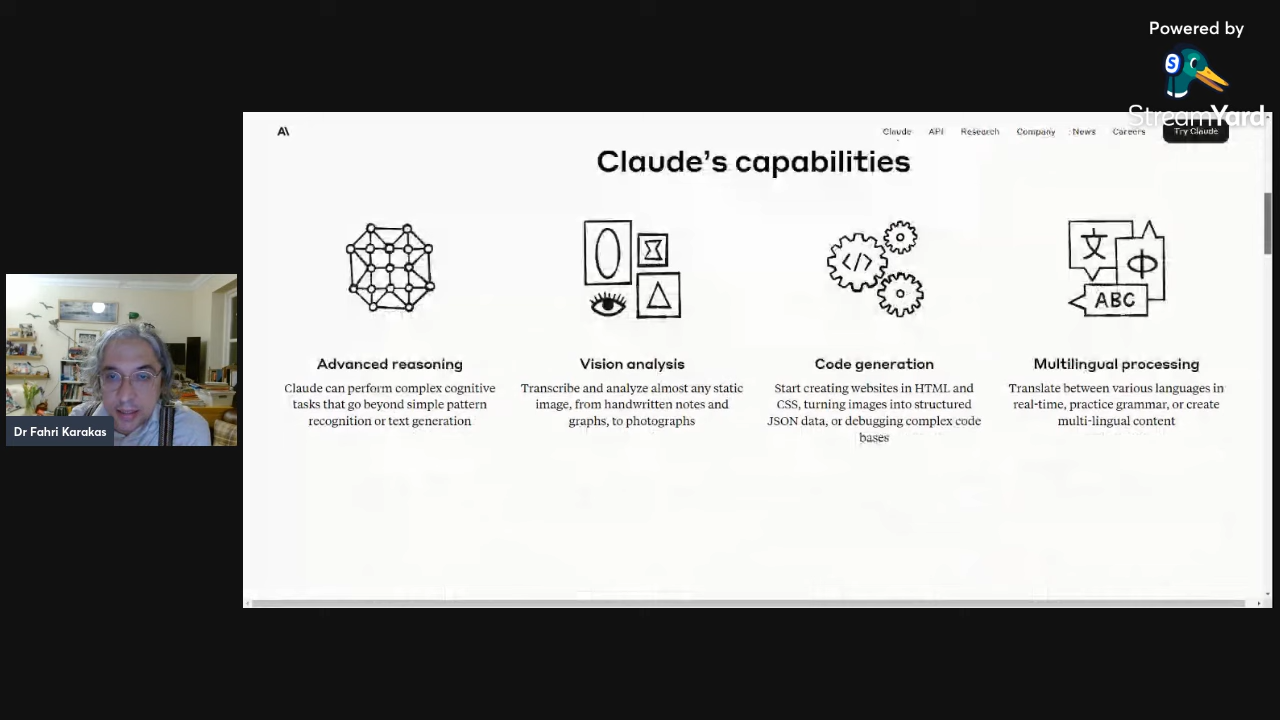 Powered by
S
StreamYard
A\
Claude API Research Company News Careers Try Claude
Claude's capabilities
文
ABC
</>
Advanced reasoning
Claude can perform complex cognitive
tasks that go beyond simple pattern
recognition or text generation
Vision analysis
Transcribe and analyze almost any static
image, from handwritten notes and
graphs, to photographs
Code generation
Start creating websites in HTML and
CSS, turning images into structured
JSON data, or debugging complex code
bases
Multilingual processing
Translate between various languages in
real-time, practice grammar, or create
multi-lingual content
Dr Fahri Karakas